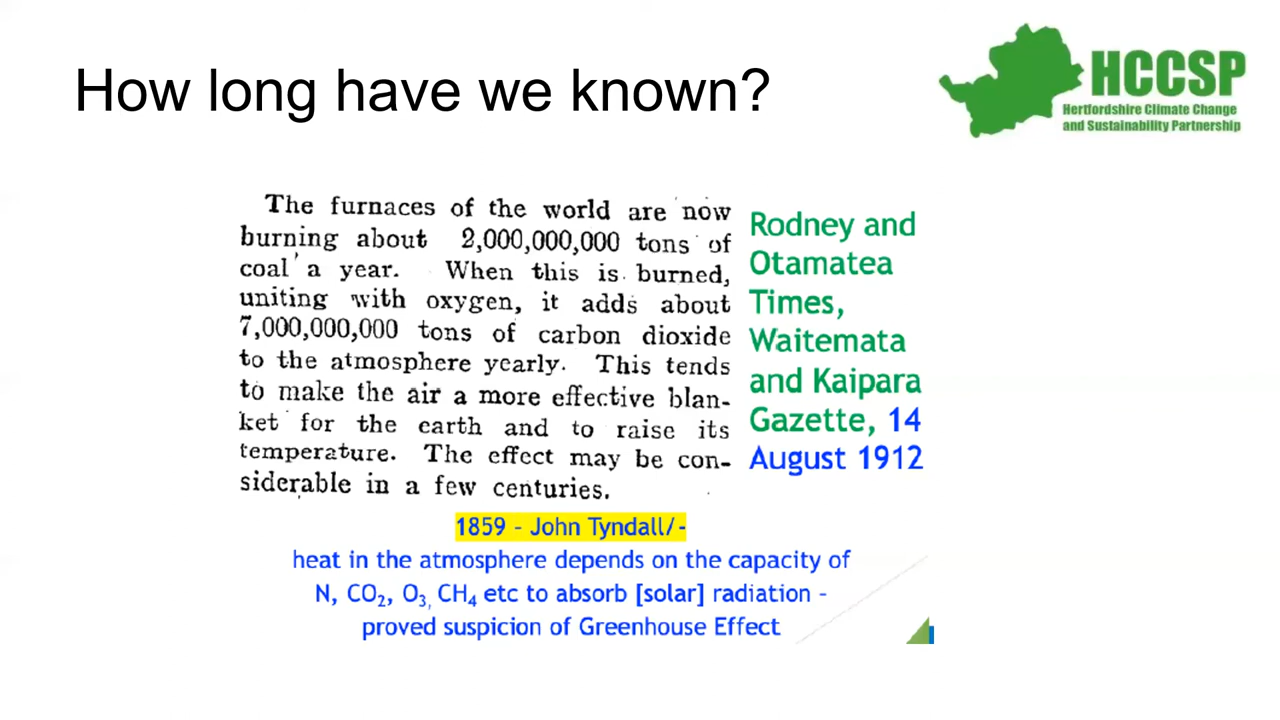 How long have we known?
HCCSP
Hertfordshire Climate Change
and Sustainability Partnership
The furnaces of the world are now
burning about 2,000,000,000 tons of
coal a year. When this is burned,
uniting with oxygen, it adds about
7,000,000,000 tons of carbon dioxide
to the atmosphere yearly. This tends
to make the air a more effective blan-
ket for the earth and to raise its
temperature. The effect may be con-
siderable in a few centuries.
Rodney and
Otamatea
Times,
Waitemata
and Kaipara
Gazette, 14
August 1912
1859 - John Tyndall/-
heat in the atmosphere depends on the capacity of
N, CO₂, O₃, CH₄ etc to absorb [solar] radiation -
proved suspicion of Greenhouse Effect